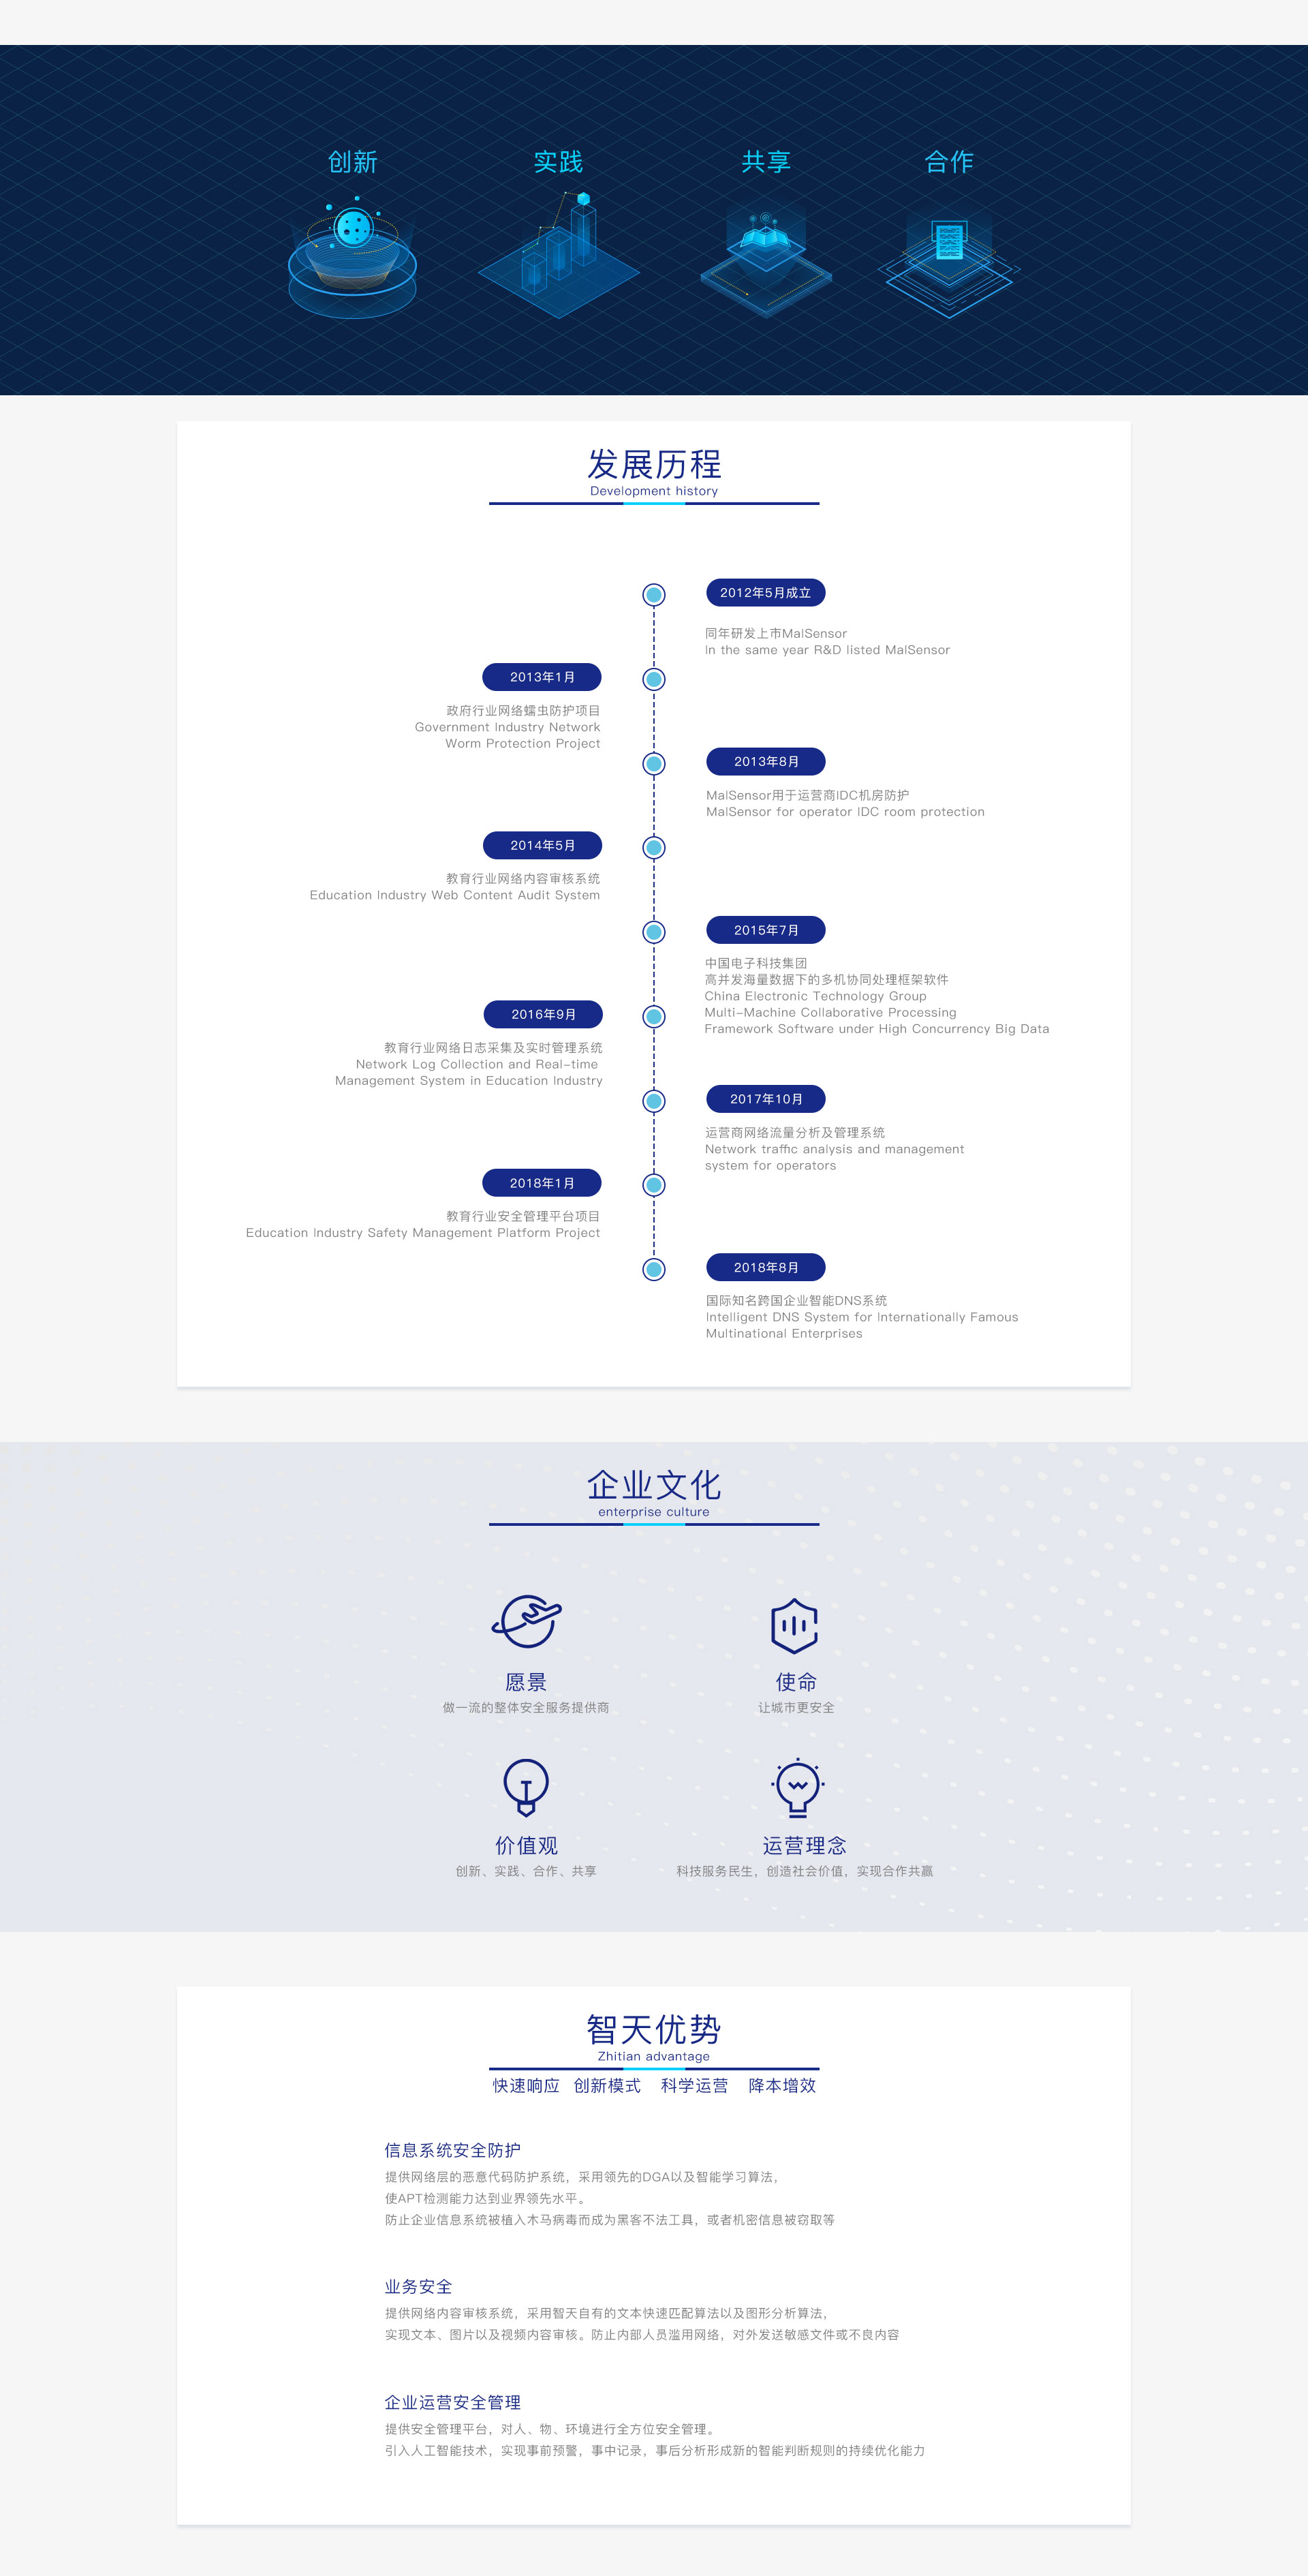 创新
实践
共享
合作
发展历程
Development history
2012年5月成立
同年研发上市MalSensor
In the same year R&D listed MalSensor
2013年1月
政府行业网络蠕虫防护项目
Government Industry Network
Worm Protection Project
2013年8月
MalSensor用于运营商IDC机房防护
MalSensor for operator IDC room protection
2014年5月
教育行业网络内容审核系统
Education Industry Web Content Audit System
2015年7月
中国电子科技集团
高并发海量数据下的多机协同处理框架软件
China Electronic Technology Group
Multi-Machine Collaborative Processing
Framework Software under High Concurrency Big Data
2016年9月
教育行业网络日志采集及实时管理系统
Network Log Collection and Real-time
Management System in Education Industry
2017年10月
运营商网络流量分析及管理系统
Network traffic analysis and management
system for operators
2018年1月
教育行业安全管理平台项目
Education Industry Safety Management Platform Project
2018年8月
国际知名跨国企业智能DNS系统
Intelligent DNS System for Internationally Famous
Multinational Enterprises
企业文化
enterprise culture
愿景
做一流的整体安全服务提供商
使命
让城市更安全
价值观
创新、实践、合作、共享
运营理念
科技服务民生，创造社会价值，实现合作共赢
智天优势
Zhitian advantage
快速响应 创新模式 科学运营 降本增效
信息系统安全防护
提供网络层的恶意代码防护系统，采用领先的DGA以及智能学习算法，
使APT检测能力达到业界领先水平。
防止企业信息系统被植入木马病毒而成为黑客不法工具，或者机密信息被窃取等
业务安全
提供网络内容审核系统，采用智天自有的文本快速匹配算法以及图形分析算法，
实现文本、图片以及视频内容审核。防止内部人员滥用网络，对外发送敏感文件或不良内容
企业运营安全管理
提供安全管理平台，对人、物、环境进行全方位安全管理。
引入人工智能技术，实现事前预警，事中记录，事后分析形成新的智能判断规则的持续优化能力